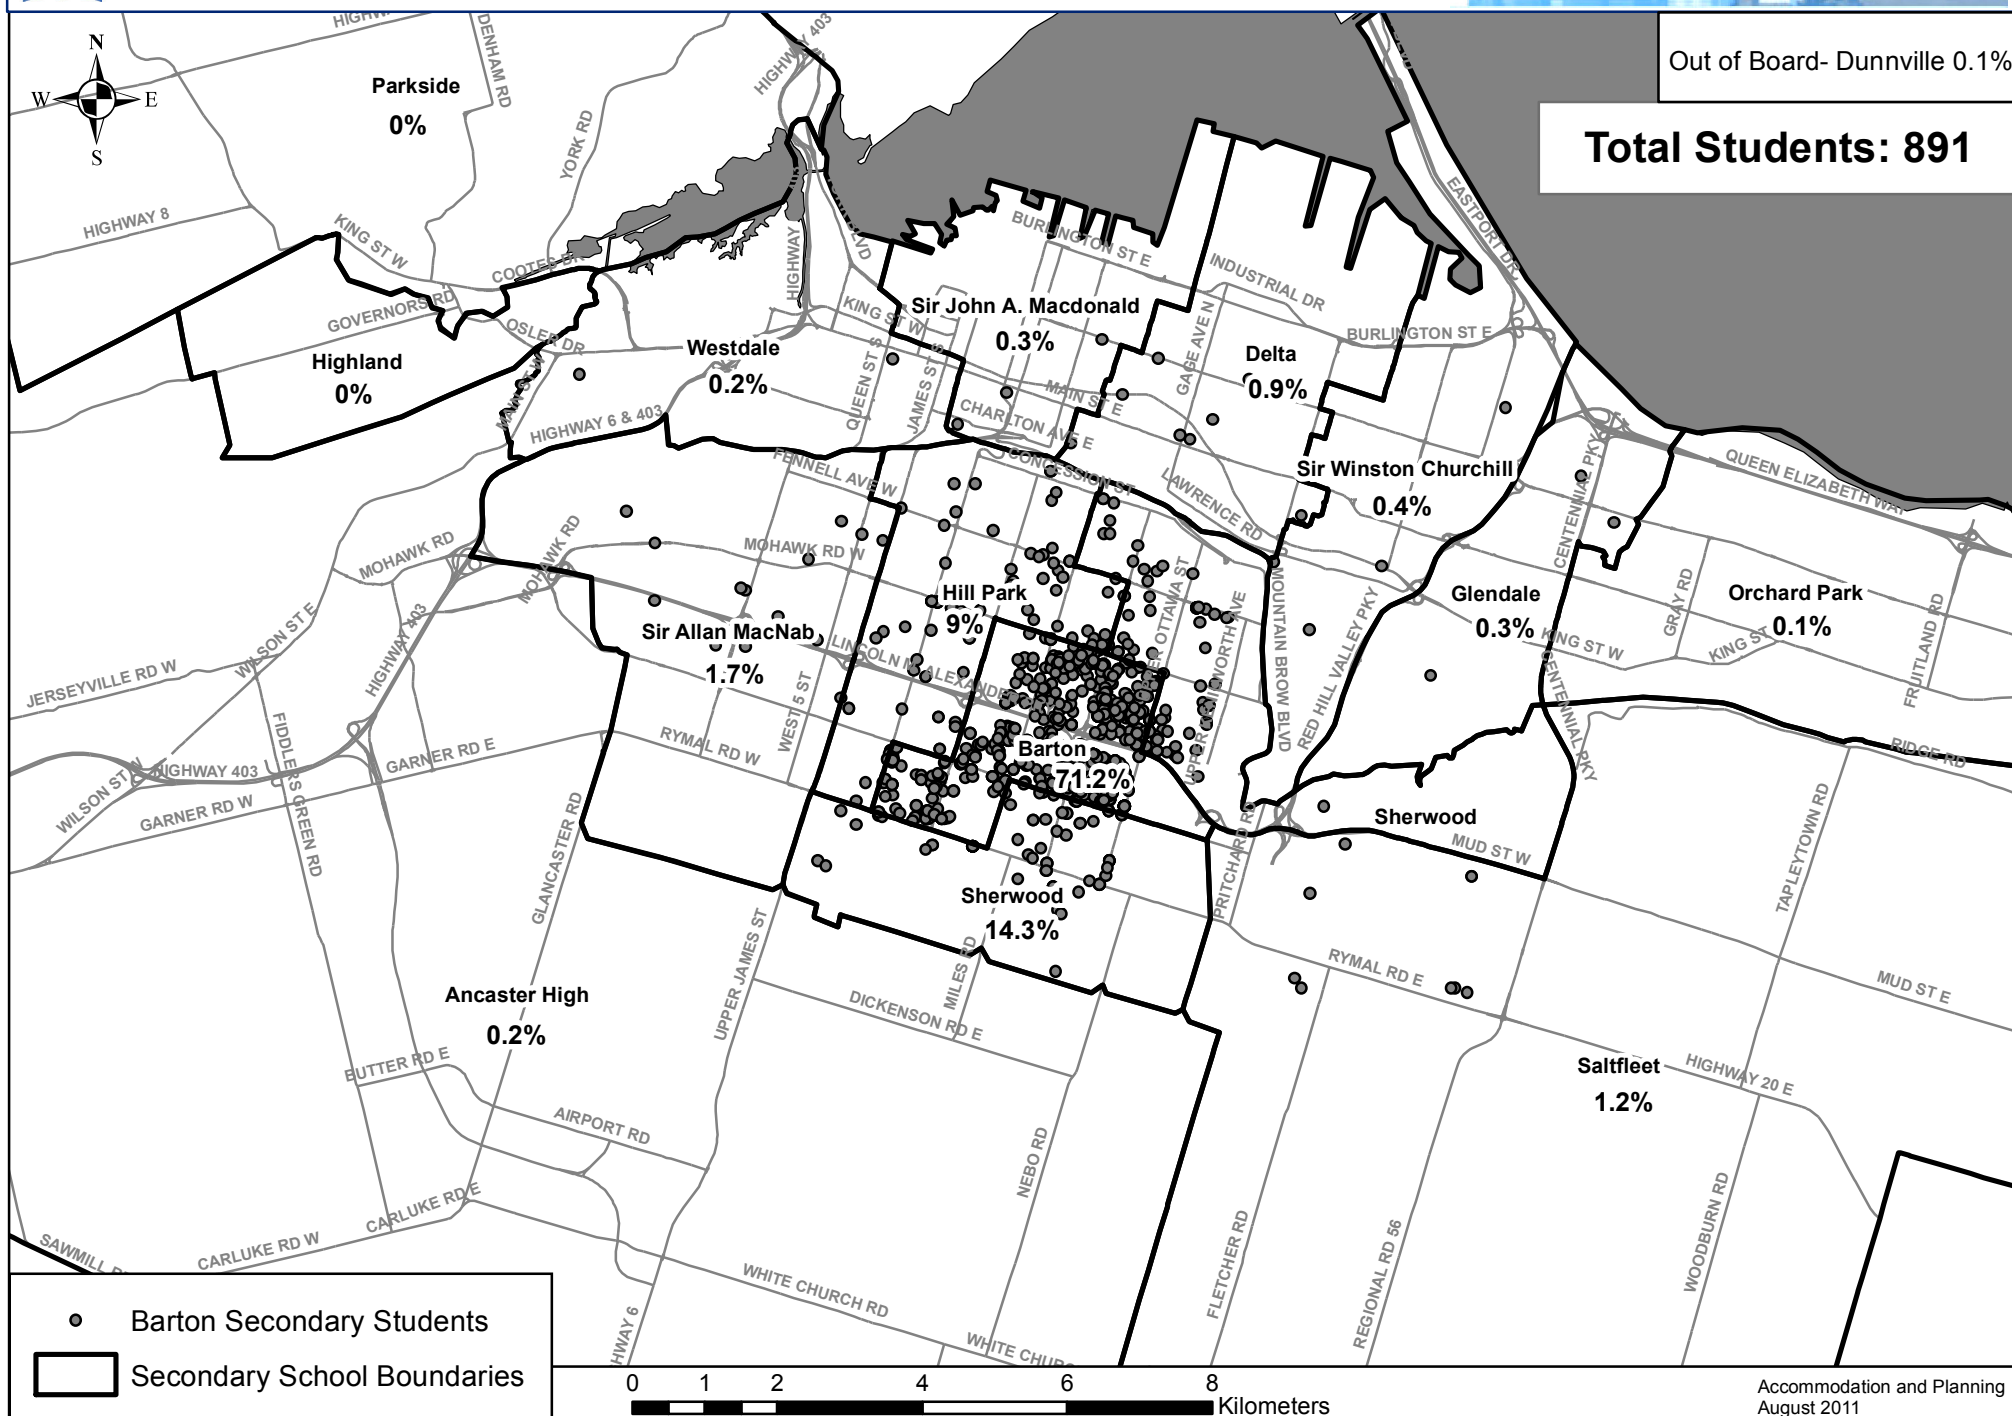 Out of Board- Dunnville 0.1%
Total Students: 891
N
W
E
S
HIGHWAY 403
DENHAM RD
Parkside
0%
YORK RD
HIGHWAY 8
KING ST W
COOTES DR
GOVERNORS RD
OSLER DR
Highland
0%
MAIN ST W
HIGHWAY 6 & 403
Westdale
0.2%
HIGHWAY
KING ST W
QUEEN ST S
JAMES ST S
BURLINGTON ST E
Sir John A. Macdonald
0.3%
MAIN ST E
CHARLTON AVE E
CONCESSION ST
INDUSTRIAL DR
GAGE AVE N
BURLINGTON ST E
EASTPORT DR
Delta
0.9%
LAWRENCE RD
Sir Winston Churchill
0.4%
CENTENNIAL PKY
QUEEN ELIZABETH WAY
FENNELL AVE W
MOHAWK RD
MOHAWK RD
MOHAWK RD W
Hill Park
9%
Sir Allan MacNab
1.7%
WEST 5 ST
RYMAL RD W
MOUNTAIN BROW BLVD
RED HILL VALLEY PKY
Glendale
0.3%
KING ST W
GRAY RD
KING ST
Orchard Park
0.1%
FRUITLAND RD
CENTENNIAL PKY
RIDGE RD
WILSON ST E
JERSEYVILLE RD W
HIGHWAY 403
FIDDLERS GREEN RD
HIGHWAY 403
WILSON ST W
GARNER RD E
GARNER RD W
GLANCASTER RD
Barton
71.2%
Sherwood
MUD ST W
PRITCHARD RD
TAPLEYTOWN RD
Sherwood
14.3%
MILES RD
UPPER JAMES ST
DICKENSON RD E
RYMAL RD E
MUD ST E
Ancaster High
0.2%
BUTTER RD E
AIRPORT RD
Saltfleet
1.2%
HIGHWAY 20 E
NEBO RD
FLETCHER RD
REGIONAL RD 56
WOODBURN RD
CARLUKE RD E
CARLUKE RD W
WHITE CHURCH RD
Barton Secondary Students
Secondary School Boundaries
0 1 2 4 6 8
Kilometers
Accommodation and Planning
August 2011